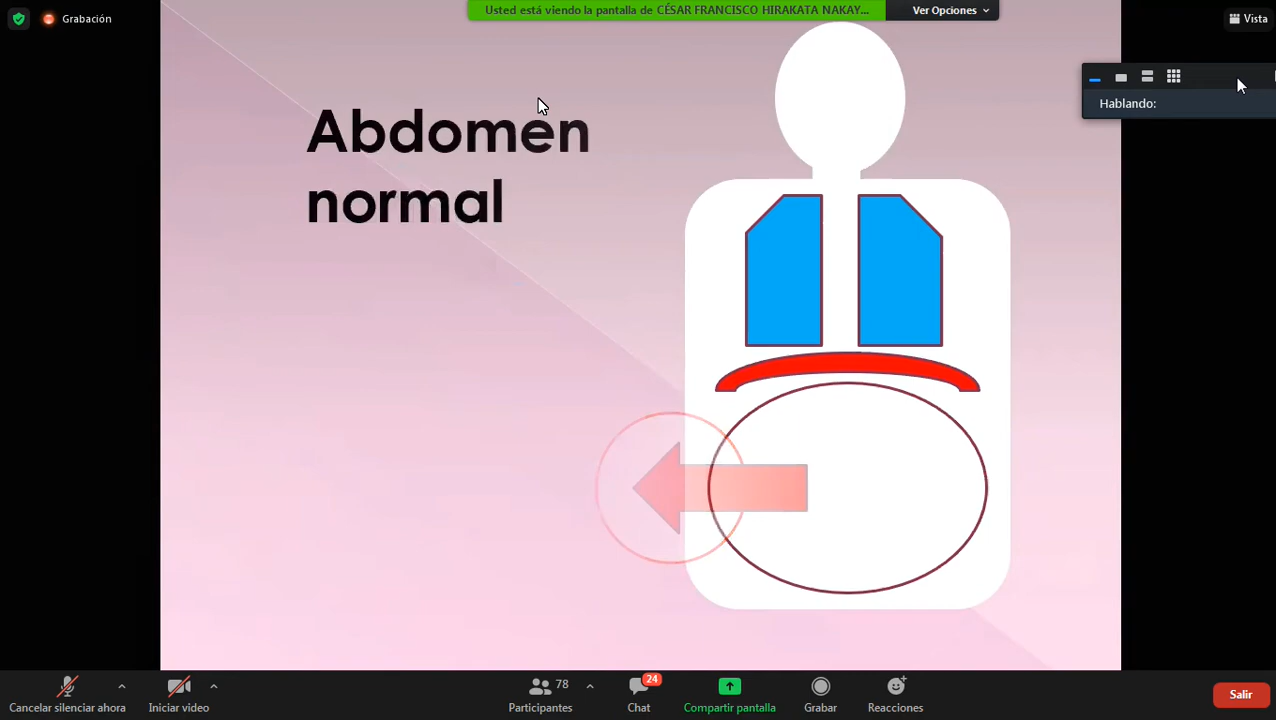 Grabación
Usted está viendo la pantalla de CÉSAR FRANCISCO HIRAKATA NAKAY...
Ver Opciones
Vista
Hablando:
Abdomen
normal
Cancelar silenciar ahora
Iniciar video
78
Participantes
24
Chat
Compartir pantalla
Grabar
Reacciones
Salir